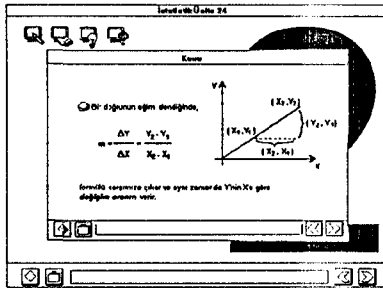 İstatistik Ünite 24
Konu
Bir doğrunun eğim dendiğinde,
m = ΔY / ΔX = Y₂ - Y₁ / X₂ - X₁
Y
(X₂,Y₂)
(X₁,Y₁)
(Y₂,Y₁)
(X₂,X₁)
X
formülü karşımıza çıkar ve aynı zamanda Y'nin X'e göre
değişim oranını verir.